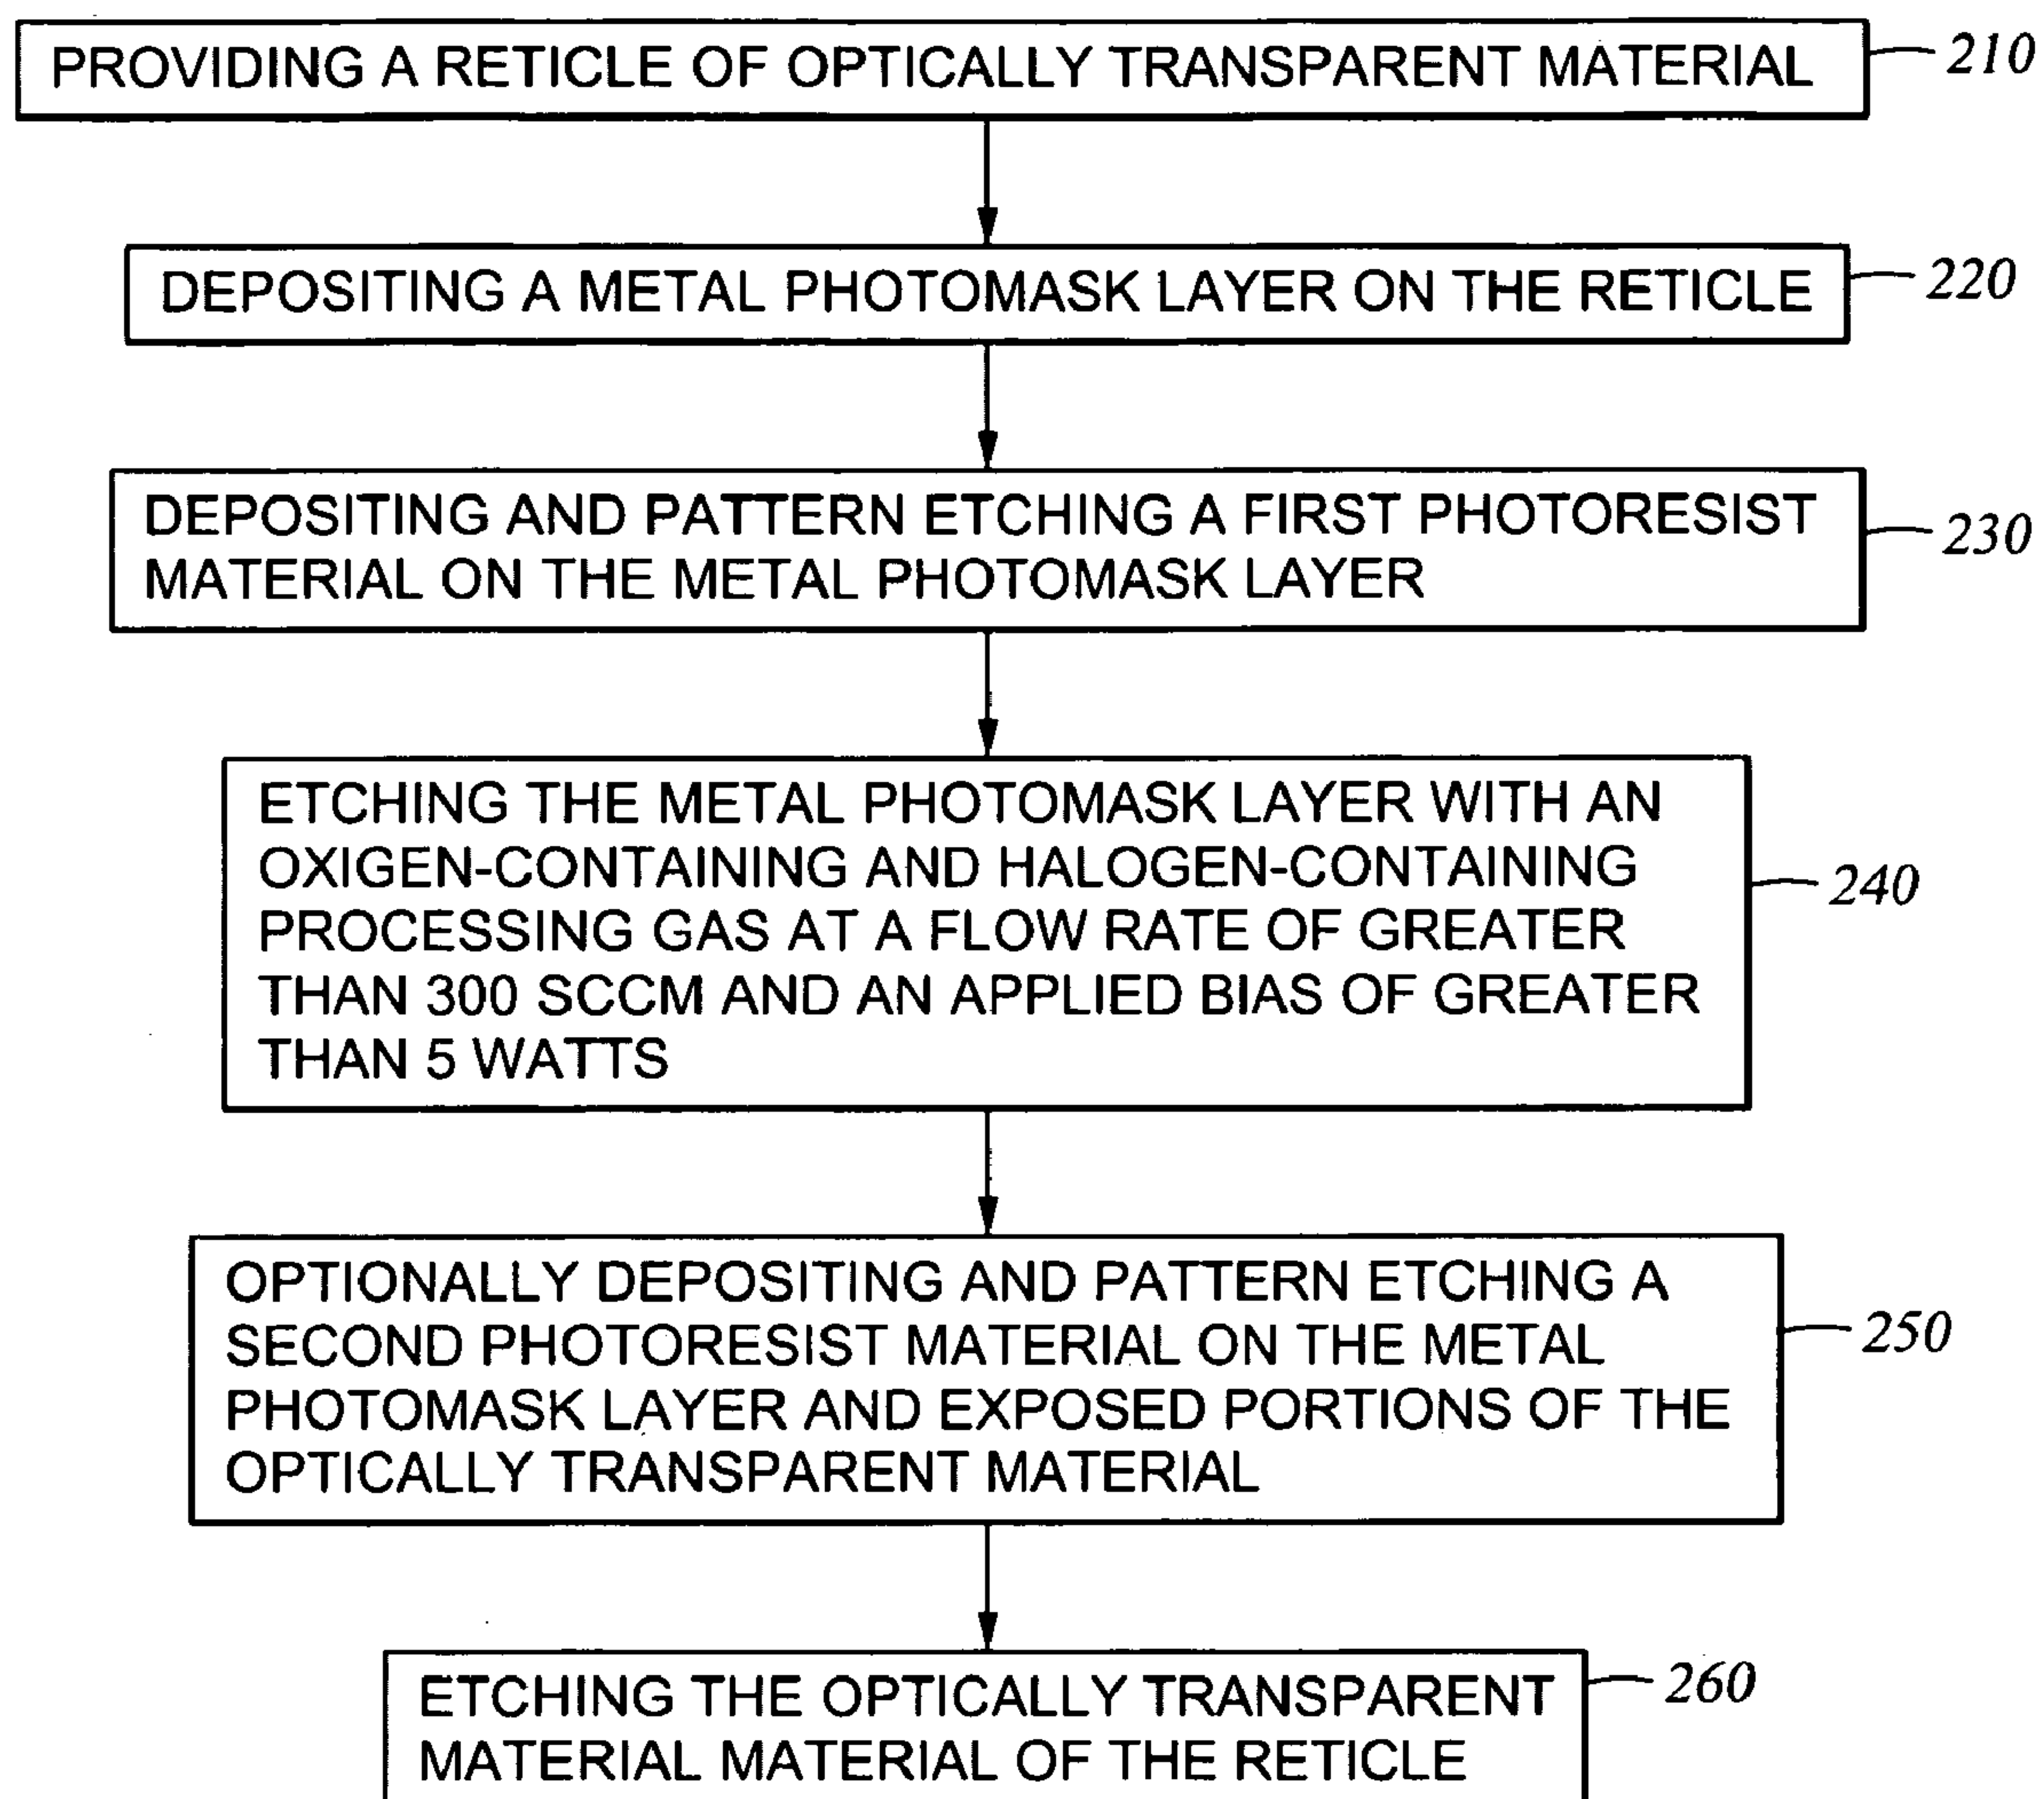 PROVIDING A RETICLE OF OPTICALLY TRANSPARENT MATERIAL
210
DEPOSITING A METAL PHOTOMASK LAYER ON THE RETICLE
220
DEPOSITING AND PATTERN ETCHING A FIRST PHOTORESIST
MATERIAL ON THE METAL PHOTOMASK LAYER
230
ETCHING THE METAL PHOTOMASK LAYER WITH AN
OXIGEN-CONTAINING AND HALOGEN-CONTAINING
PROCESSING GAS AT A FLOW RATE OF GREATER
THAN 300 SCCM AND AN APPLIED BIAS OF GREATER
THAN 5 WATTS
240
OPTIONALLY DEPOSITING AND PATTERN ETCHING A
SECOND PHOTORESIST MATERIAL ON THE METAL
PHOTOMASK LAYER AND EXPOSED PORTIONS OF THE
OPTICALLY TRANSPARENT MATERIAL
250
ETCHING THE OPTICALLY TRANSPARENT
MATERIAL MATERIAL OF THE RETICLE
260